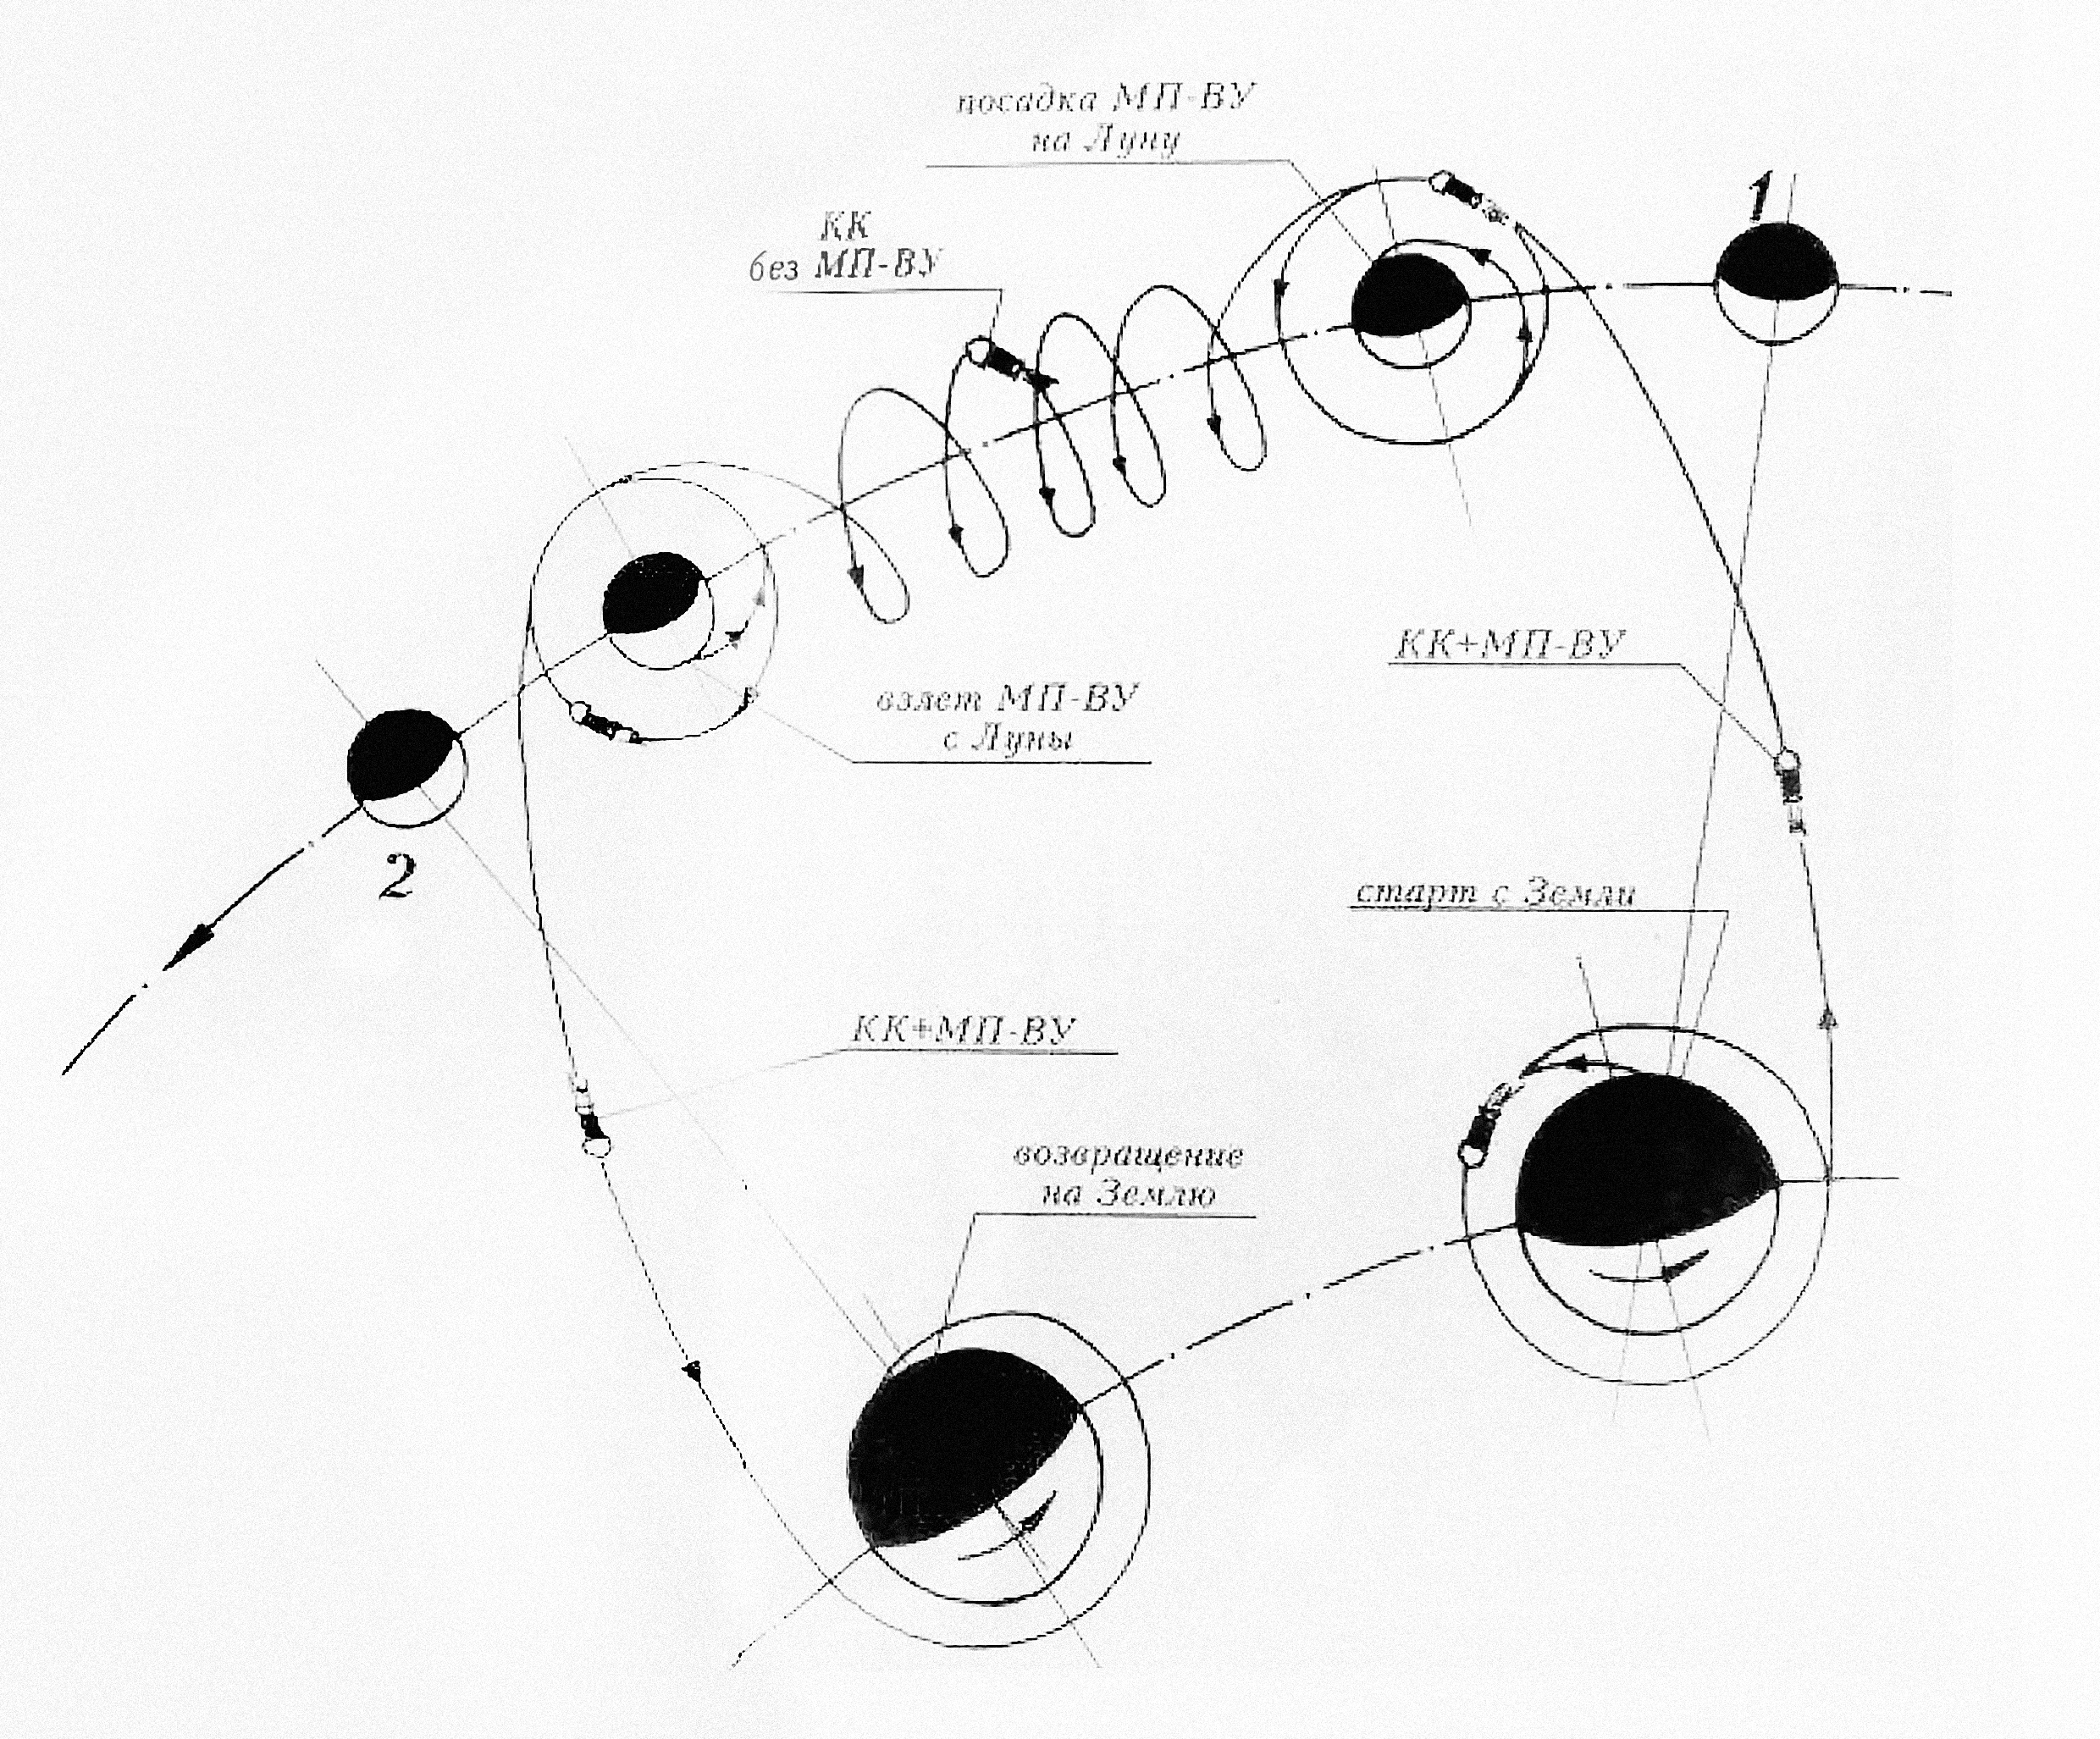 посадка МП-ВУ
на Луну
1
КК
без МП-ВУ
КК+МП-ВУ
взлет МП-ВУ
с Луны
2
старт с Земли
КК+МП-ВУ
возвращение
на Землю